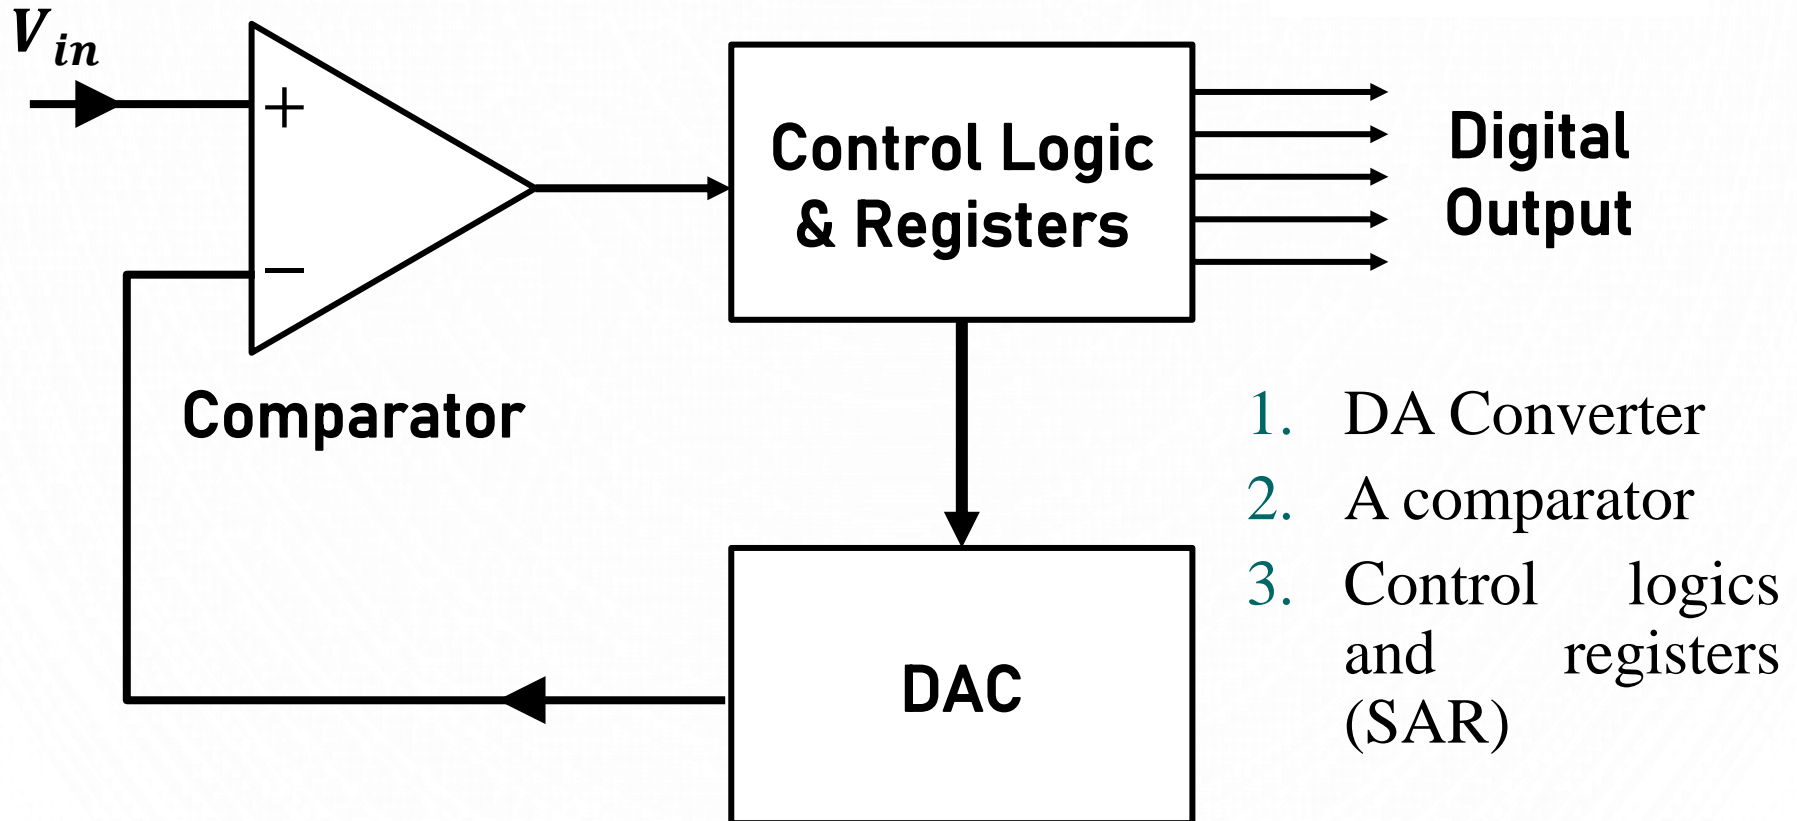 V in
+
Control Logic
& Registers
Digital
Output
−
Comparator
1. DA Converter
2. A comparator
3. Control logics
and registers
(SAR)
DAC